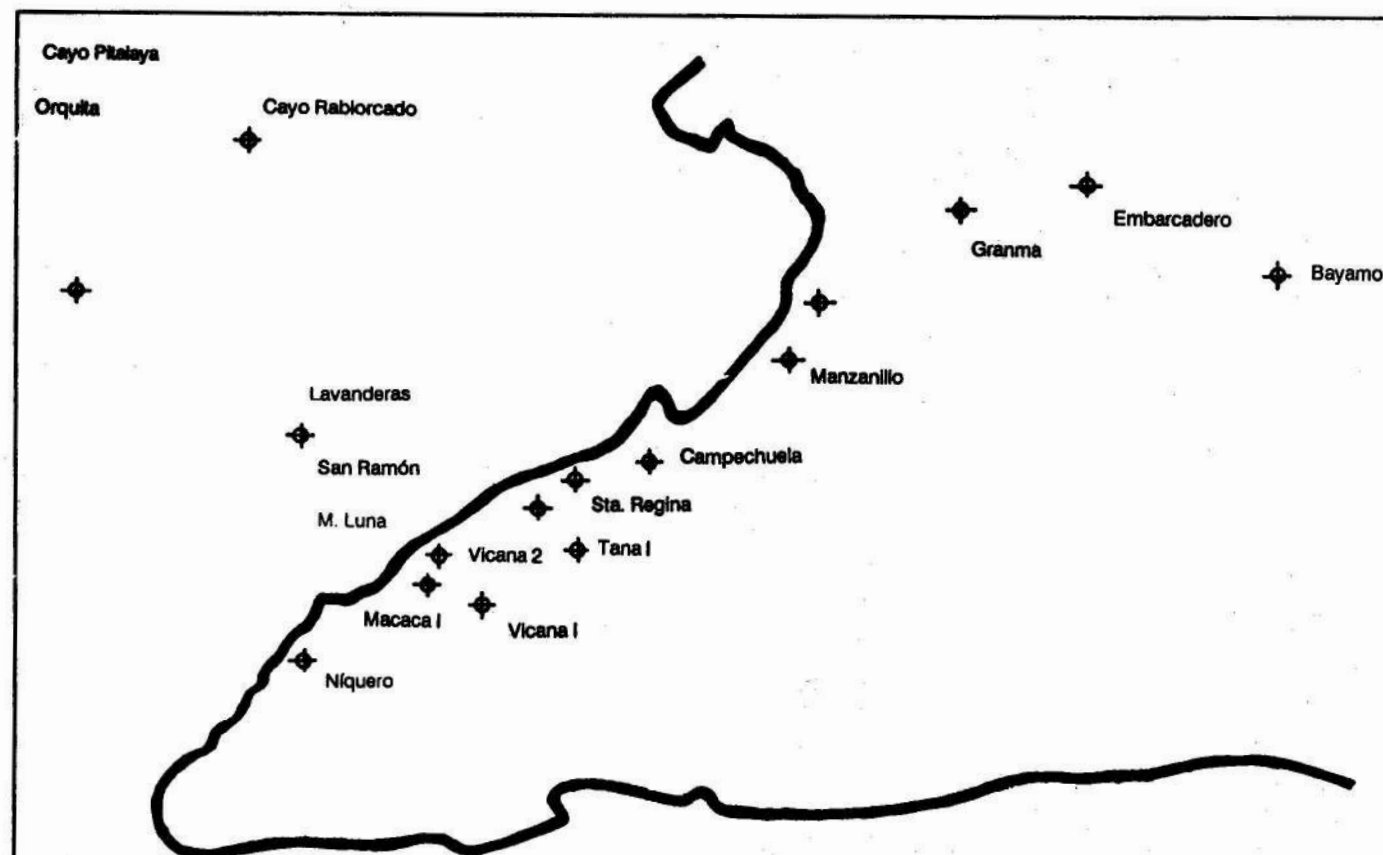 Cayo Pitalaya
Orquita
Cayo Rabiorcado
Embarcadero
Granma
Bayamo
Manzanillo
Lavanderas
San Ramón
Campechuela
Sta. Regina
M. Luna
Vicana 2
Tana I
Macaca I
Vicana I
Níquero